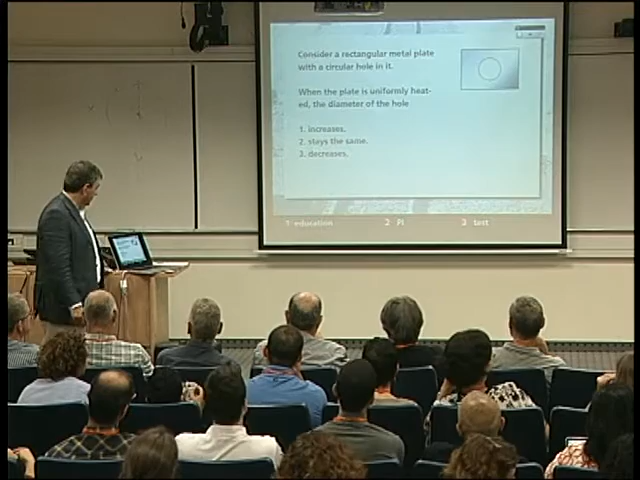 Consider a rectangular metal plate
with a circular hole in it.
When the plate is uniformly heat-
ed, the diameter of the hole
1. increases.
2. stays the same.
3. decreases.
1 education 2 PI 3 test